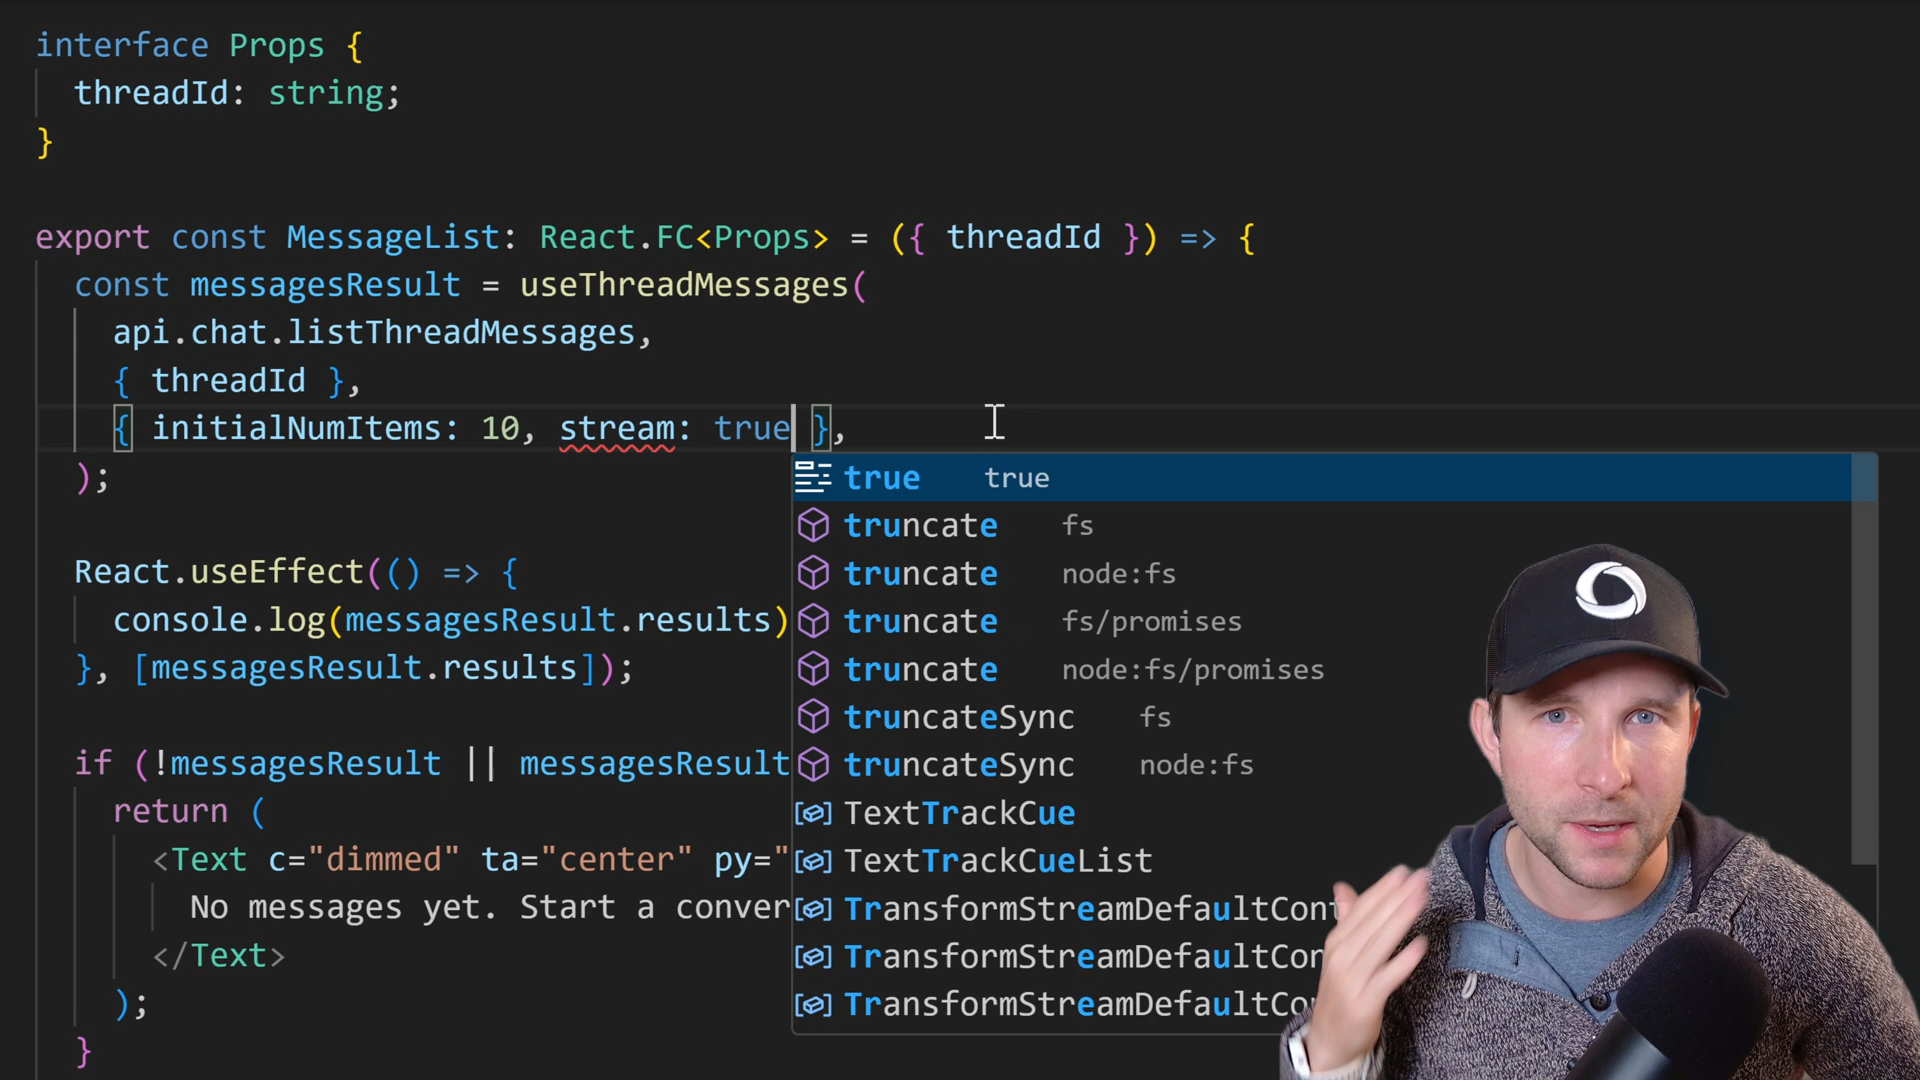 interface Props {
threadId: string;
}
export const MessageList: React.FC<Props> = ({ threadId }) => {
const messagesResult = useThreadMessages(
api.chat.listThreadMessages,
{ threadId },
{ initialNumItems: 10, stream: true },
);
true true
truncate fs
React.useEffect(() => {
truncate node:fs
console.log(messagesResult.results)
truncate fs/promises
}, [messagesResult.results]);
truncate node:fs/promises
truncateSync fs
if (!messagesResult || messagesResult
truncateSync node:fs
return (
TextTrackCue
<Text c="dimmed" ta="center" py="
TextTrackCueList
No messages yet. Start a conver
TransformStreamDefaultCont
</Text>
TransformStreamDefaultCon
);
TransformStreamDefaultCo
}